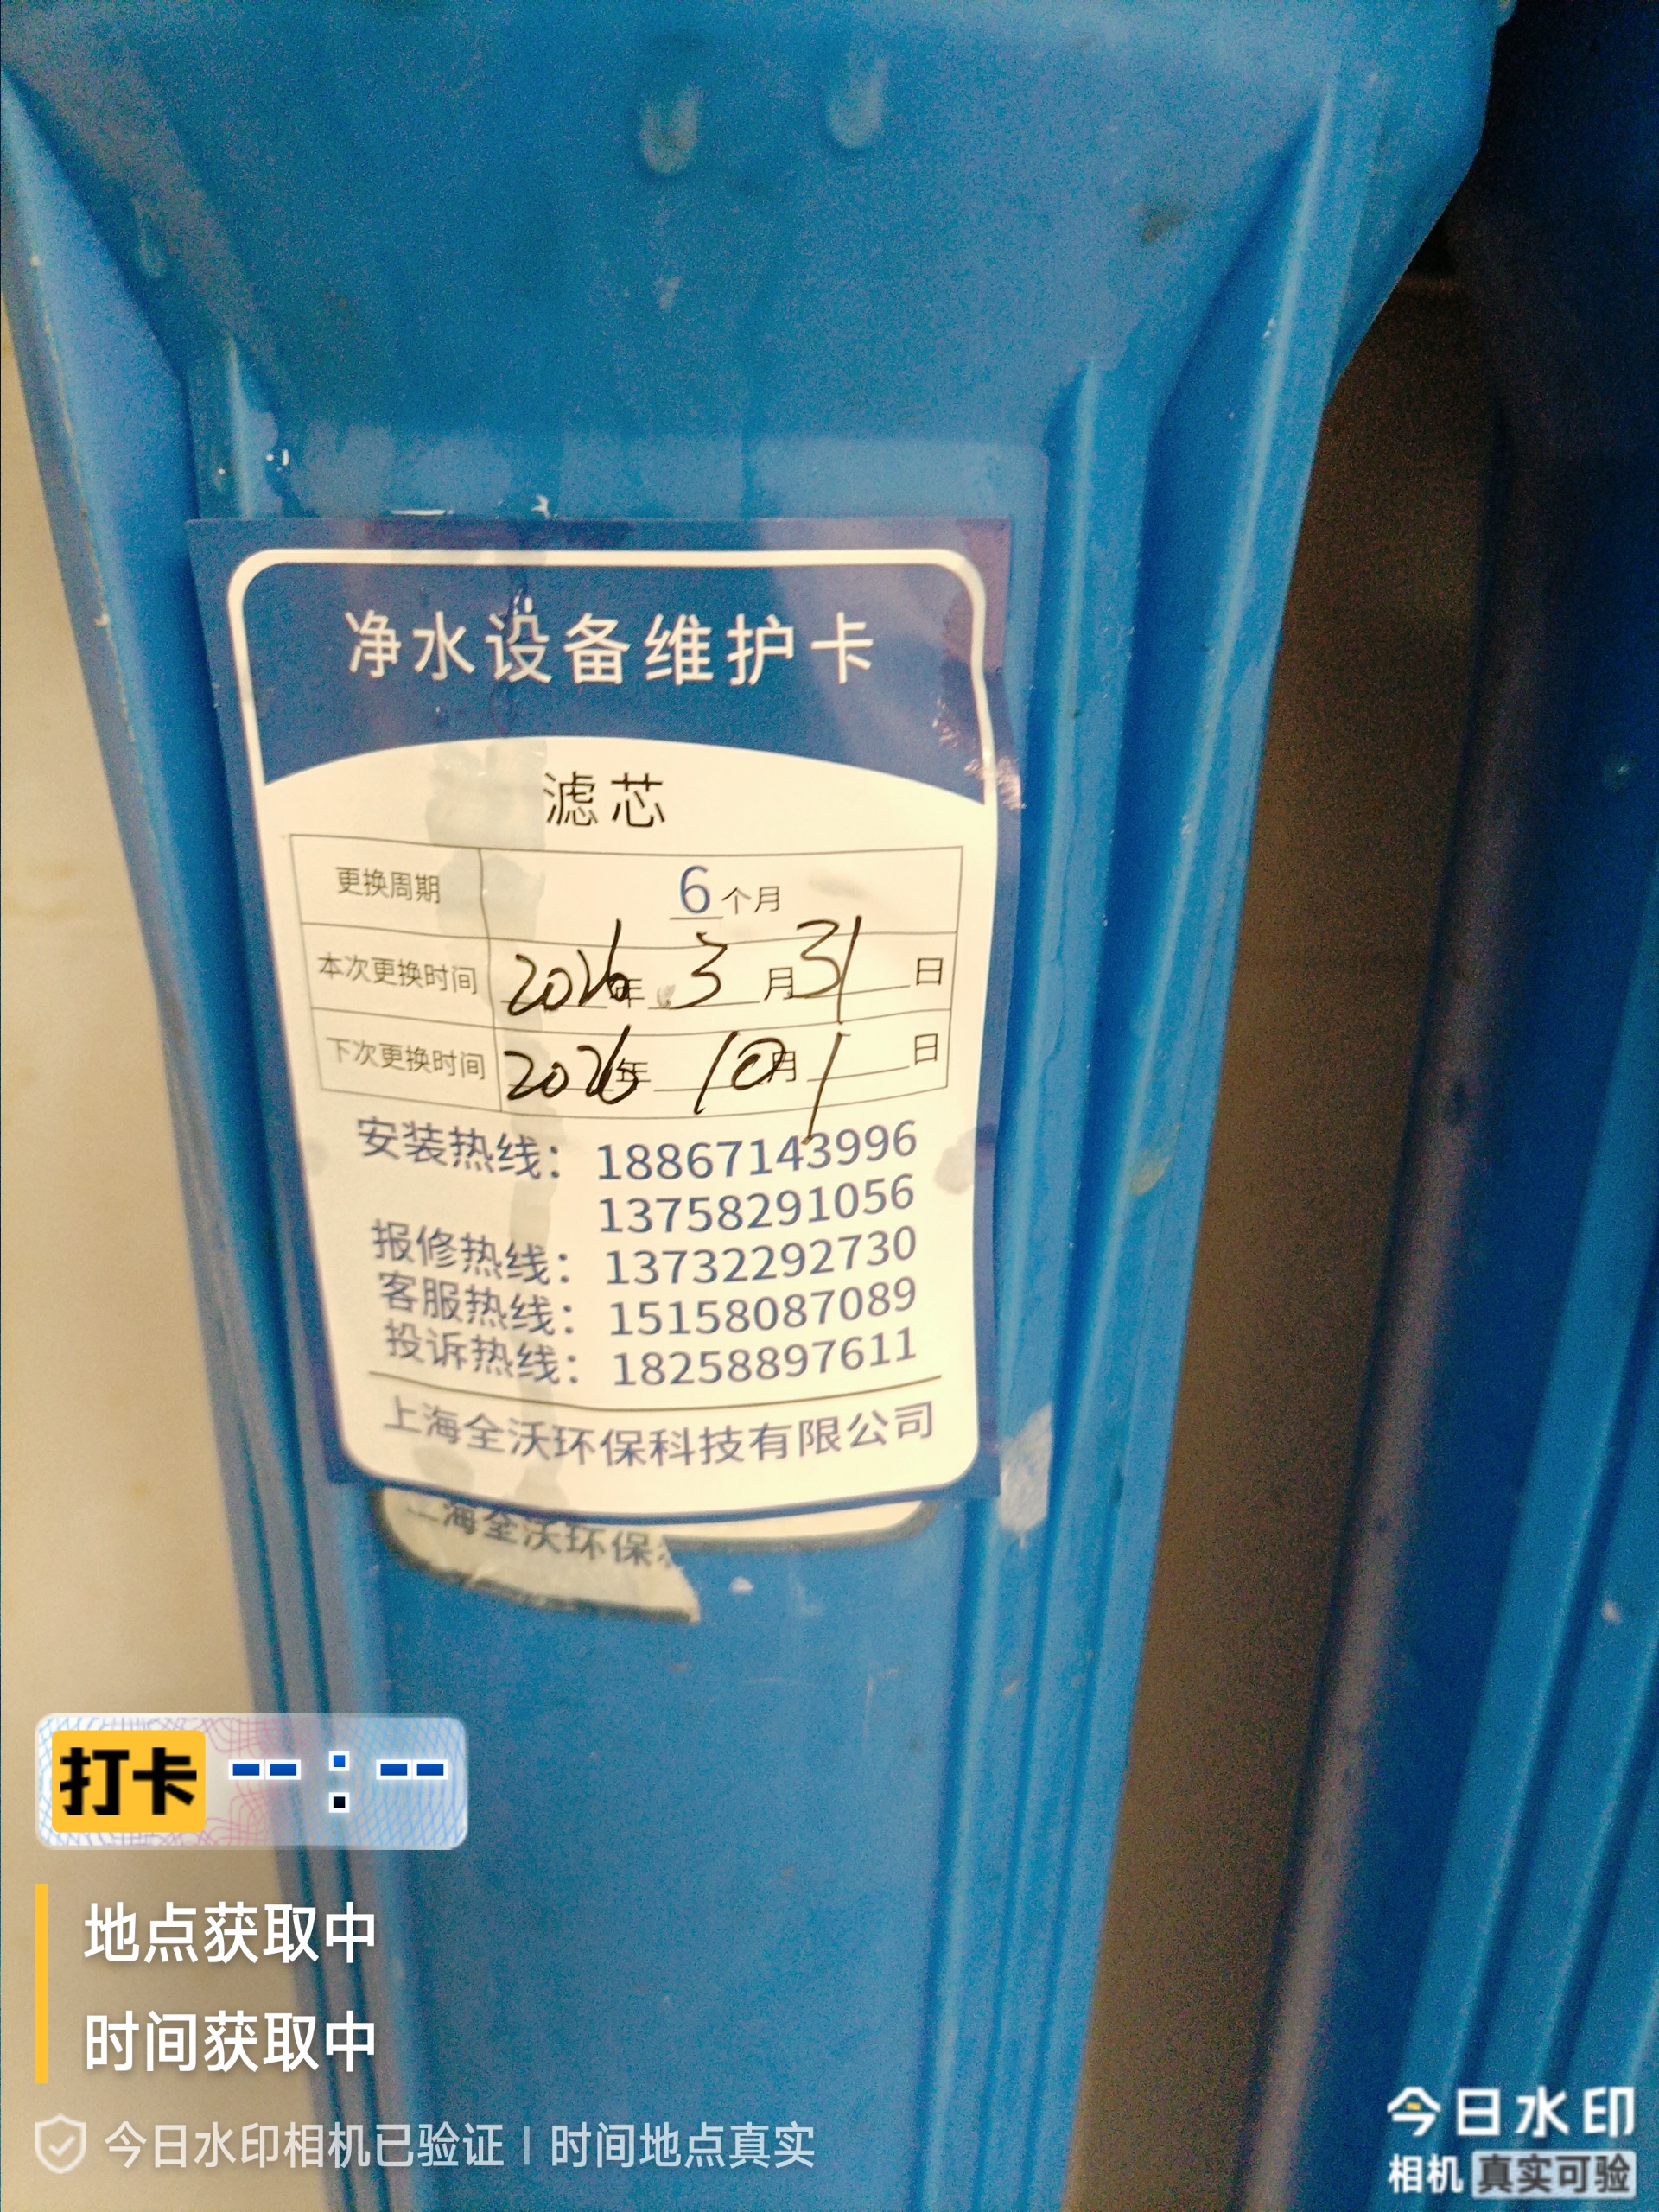 净水设备维护卡
滤芯
更换周期 6个月
本次更换时间 2026年3月31日
下次更换时间 2026年10月1日
安装热线：18867143996
13758291056
报修热线：13732292730
客服热线：15158087089
投诉热线：18258897611
上海全沃环保科技有限公司
上海全沃环保
打卡 --:--
地点获取中
时间获取中
今日水印相机已验证 | 时间地点真实
今日水印
相机 真实可验